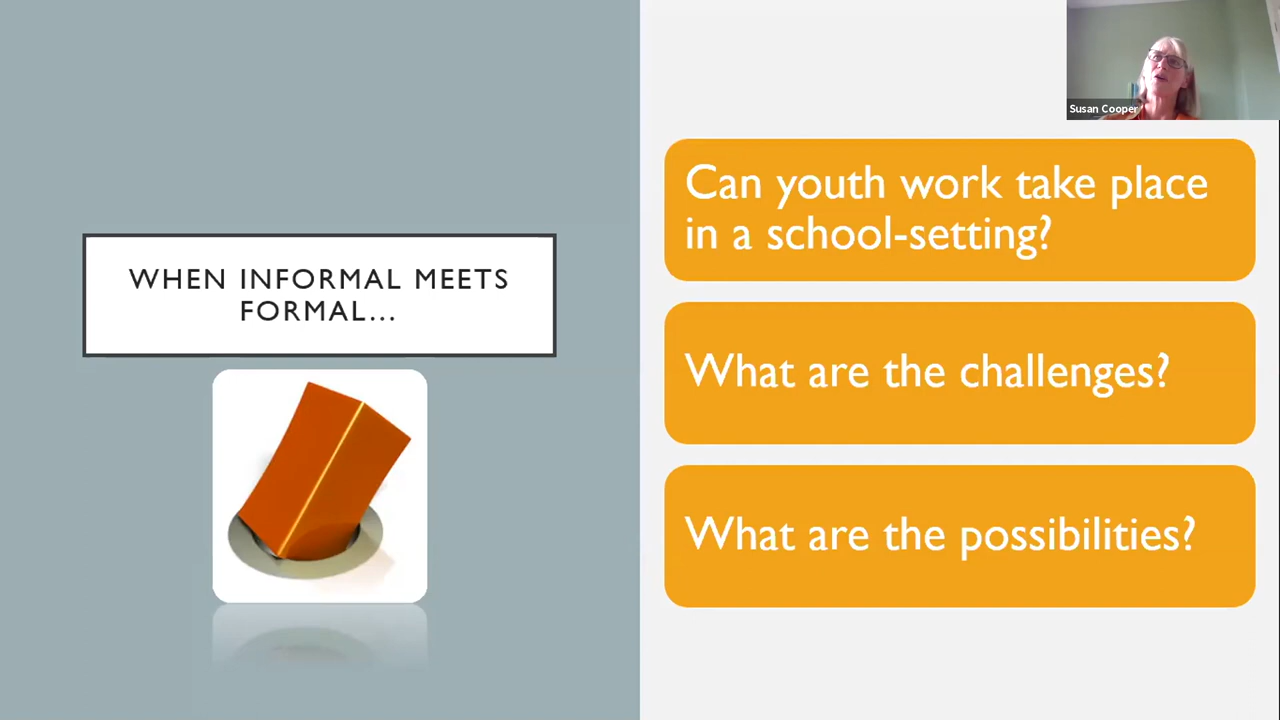 WHEN INFORMAL MEETS
FORMAL...
Susan Cooper
Can youth work take place
in a school-setting?
What are the challenges?
What are the possibilities?